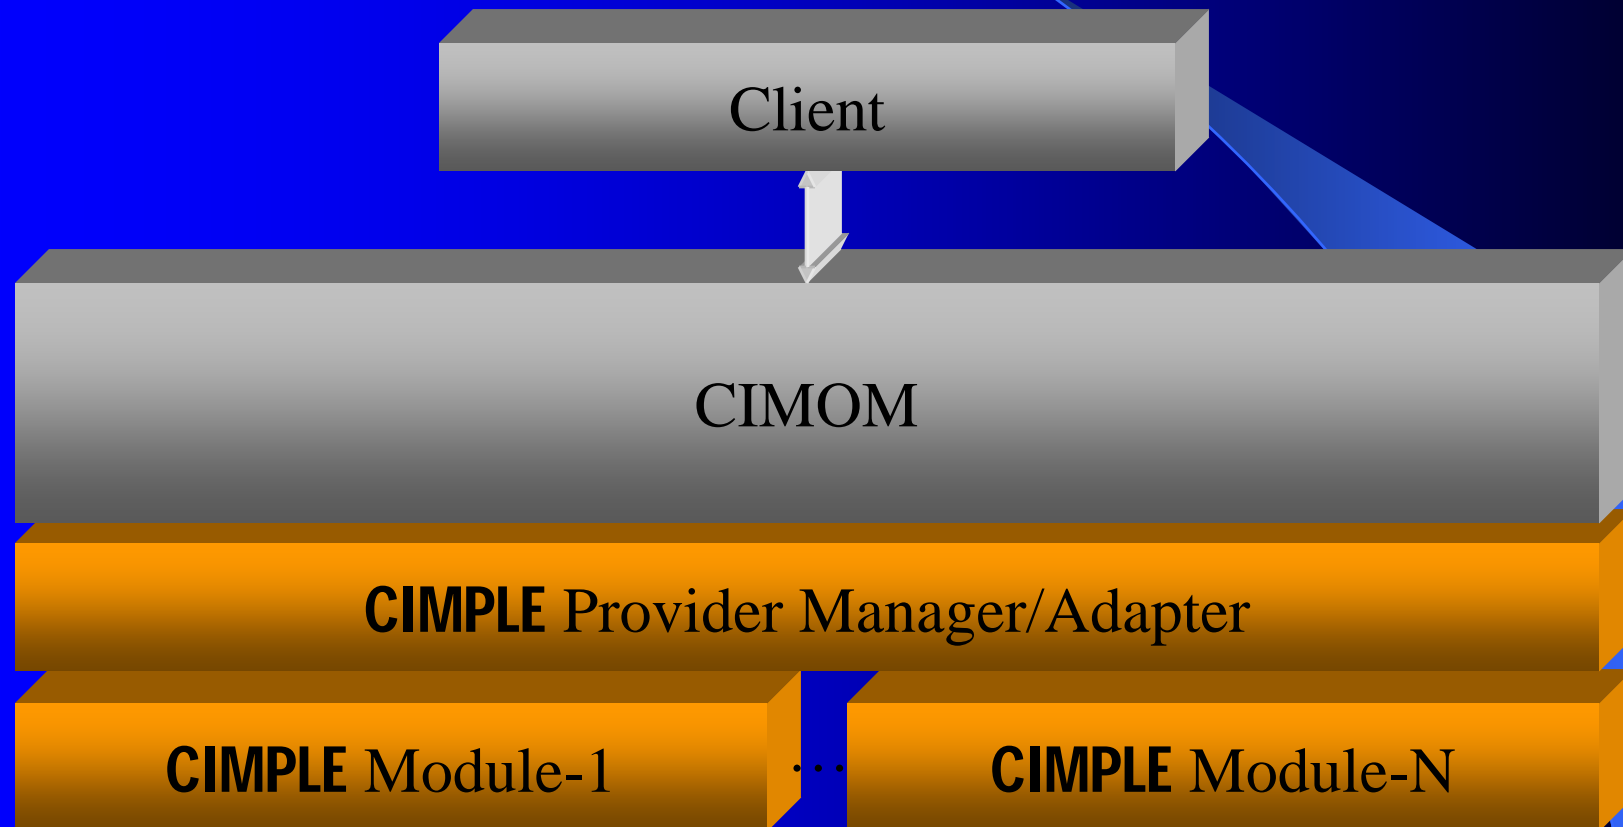 Client
CIMOM
CIMPLE Provider Manager/Adapter
CIMPLE Module-1 ... CIMPLE Module-N